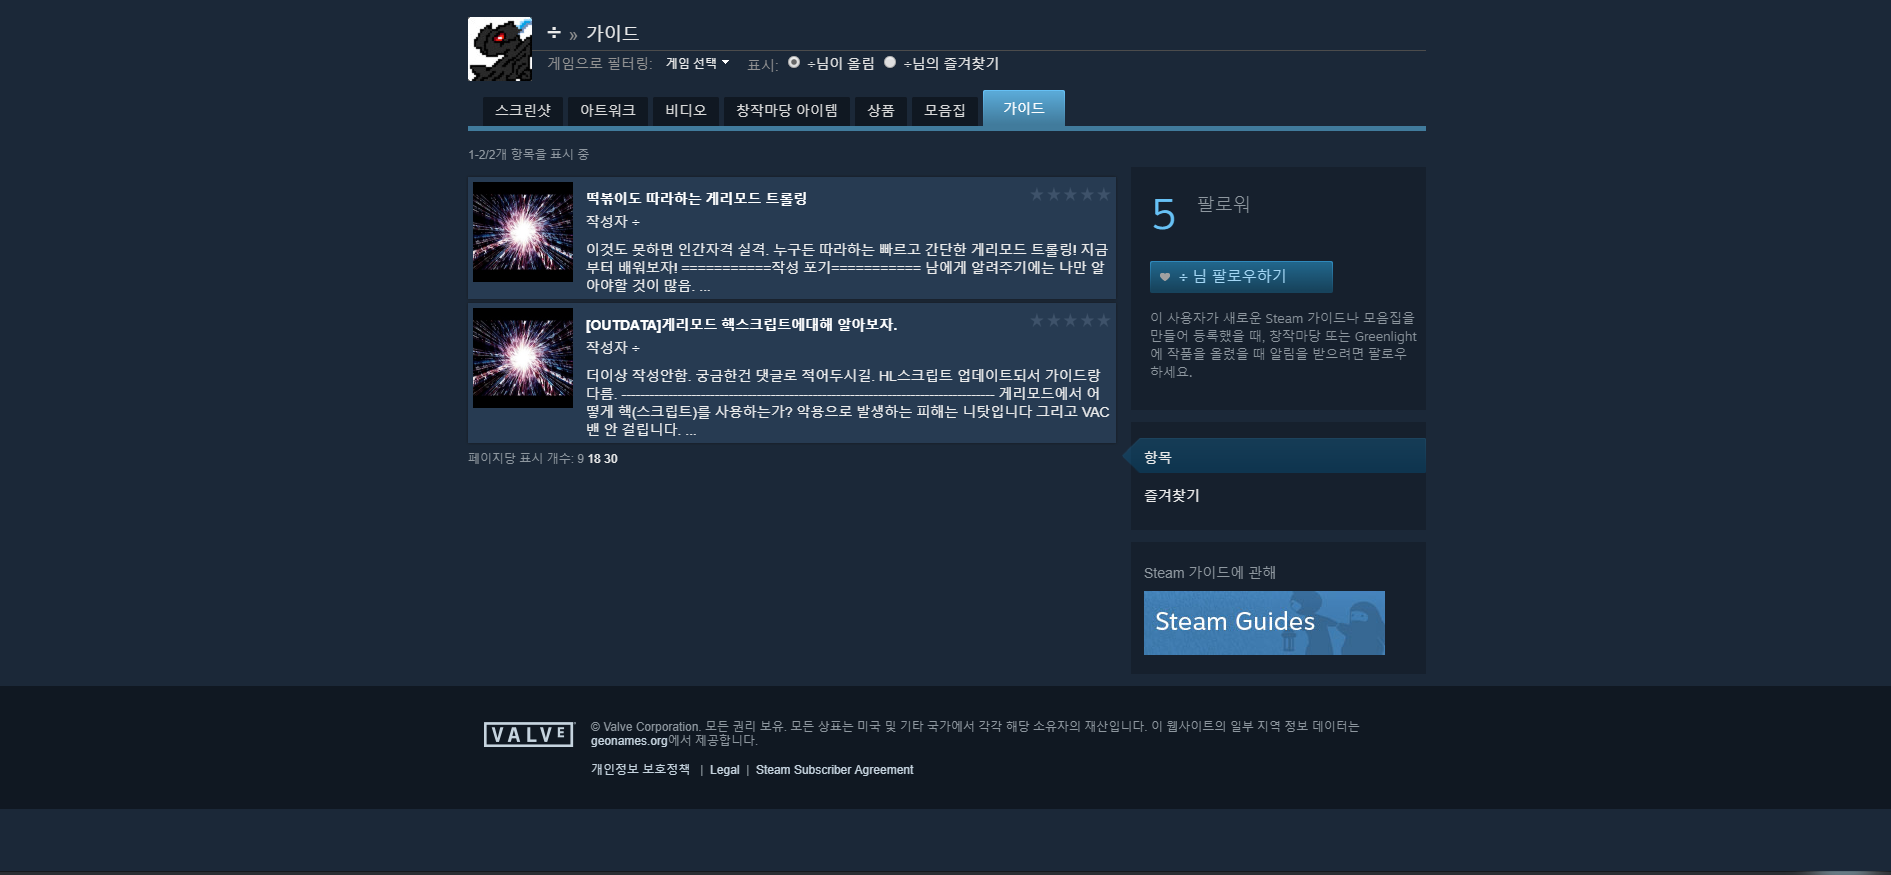 ÷ » 가이드
게임으로 필터링: 게임 선택 표시: ÷님이 올림 ÷님의 즐겨찾기
스크린샷 아트워크 비디오 창작마당 아이템 상품 모음집 가이드
1-2/2개 항목을 표시 중
떡볶이도 따라하는 게리모드 트롤링
작성자 ÷
이것도 못하면 인간자격 실격. 누구든 따라하는 빠르고 간단한 게리모드 트롤링! 지금
부터 배워보자! ===========작성 포기=========== 남에게 알려주기에는 나만 알
아야할 것이 많음. ...
[OUTDATA]게리모드 핵스크립트에대해 알아보자.
작성자 ÷
더이상 작성안함. 궁금한건 댓글로 적어두시길. HL스크립트 업데이트되서 가이드랑
다름. --------------------------------------------------------------------------- 게리모드에서 어
떻게 핵(스크립트)를 사용하는가? 악용으로 발생하는 피해는 니탓입니다 그리고 VAC
밴 안 걸립니다. ...
페이지당 표시 개수: 9 18 30
5 팔로워
÷ 님 팔로우하기
이 사용자가 새로운 Steam 가이드나 모음집을
만들어 등록했을 때, 창작마당 또는 Greenlight
에 작품을 올렸을 때 알림을 받으려면 팔로우
하세요.
항목
즐겨찾기
Steam 가이드에 관해
Steam Guides
VALVE
© Valve Corporation. 모든 권리 보유. 모든 상표는 미국 및 기타 국가에서 각각 해당 소유자의 재산입니다. 이 웹사이트의 일부 지역 정보 데이터는
geonames.org에서 제공합니다.
개인정보 보호정책 | Legal | Steam Subscriber Agreement